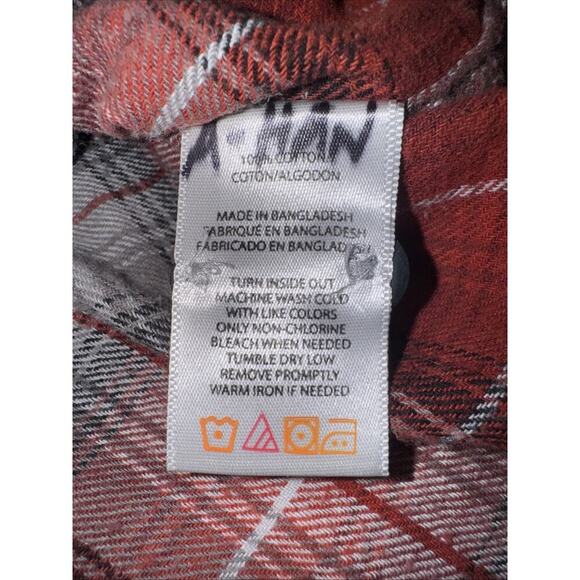 A-HAN
100% COTTON
COTON/ALGODON
MADE IN BANGLADESH
FABRIQUÉ EN BANGLADESH
FABRICADO EN BANGLADESH
TURN INSIDE OUT
MACHINE WASH COLD
WITH LIKE COLORS
ONLY NON-CHLORINE
BLEACH WHEN NEEDED
TUMBLE DRY LOW
REMOVE PROMPTLY
WARM IRON IF NEEDED